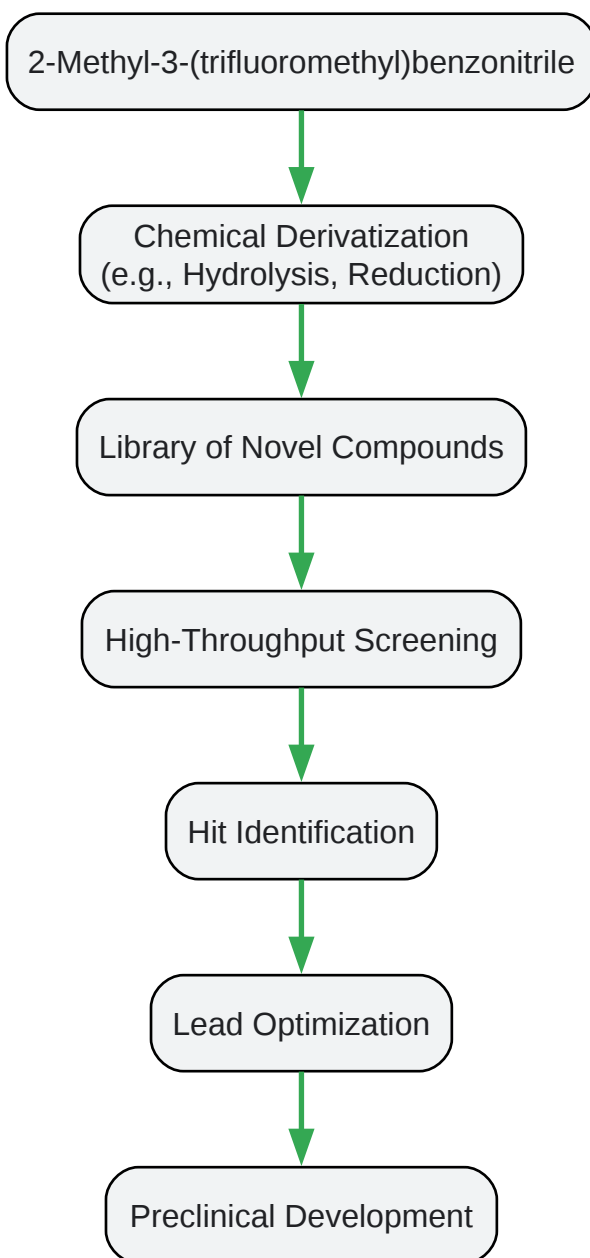 2-Methyl-3-(trifluoromethyl)benzonitrile
Chemical Derivatization
(e.g., Hydrolysis, Reduction)
Library of Novel Compounds
High-Throughput Screening
Hit Identification
Lead Optimization
Preclinical Development